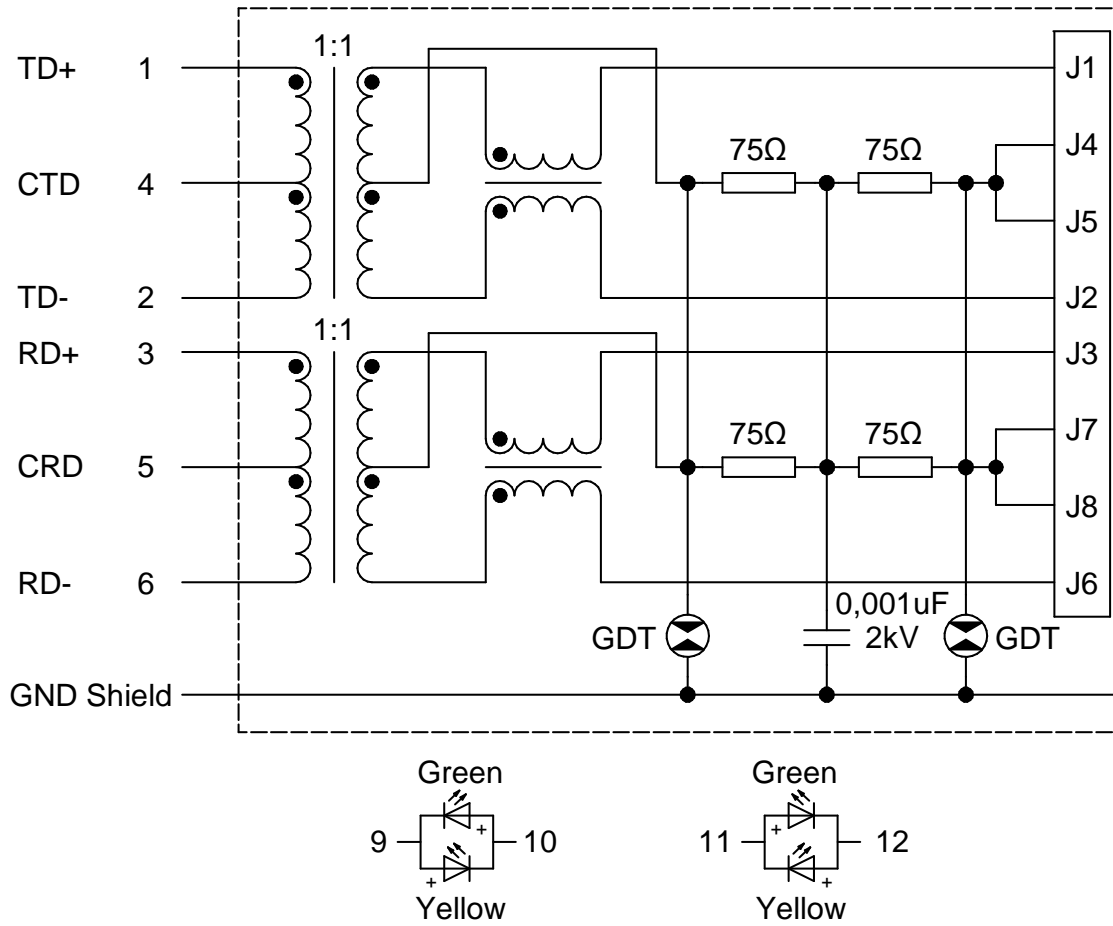 1:1
TD+ 1 J1
75Ω 75Ω J4
CTD 4
J5
TD- 2 J2
1:1
RD+ 3 J3
75Ω 75Ω J7
CRD 5
J8
RD- 6 J6
0,001uF
GDT 2kV GDT
GND Shield
Green Green
9 + 10 11 + 12
+ +
Yellow Yellow